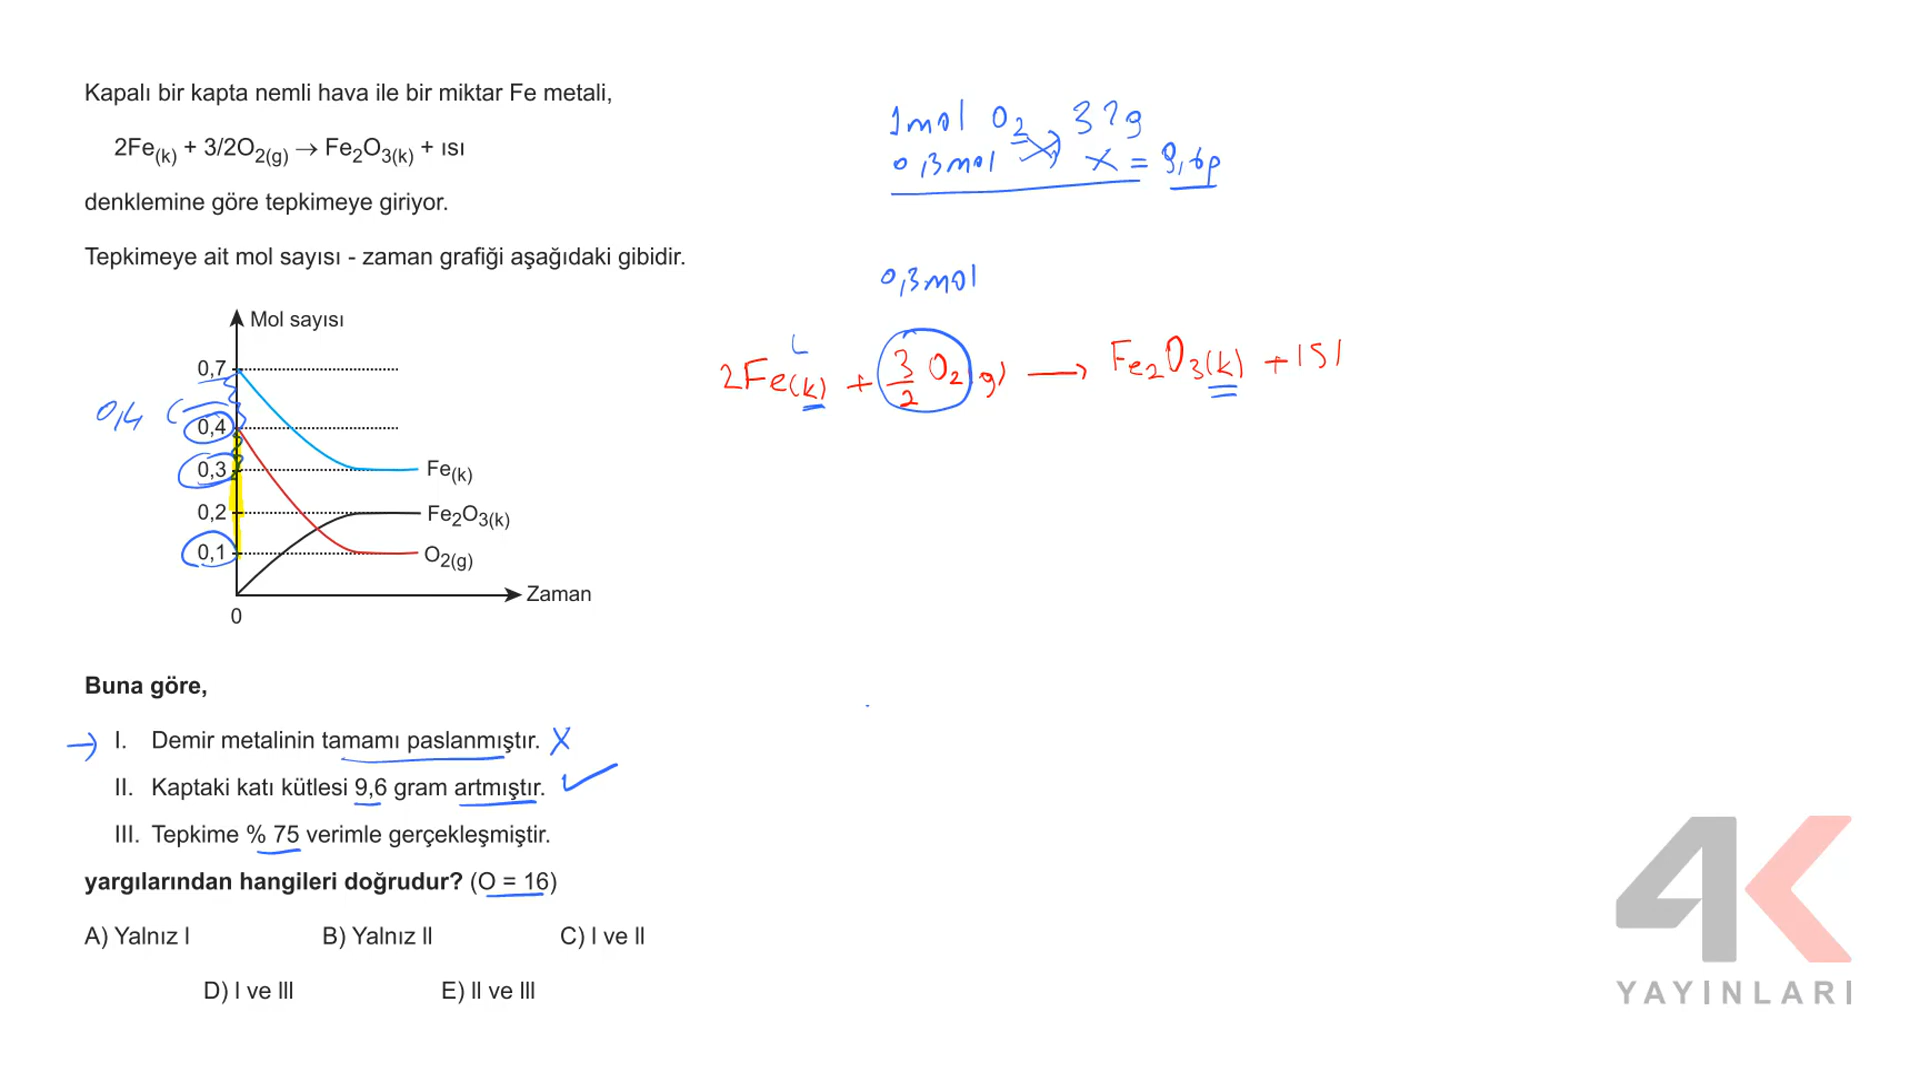 Kapalı bir kapta nemli hava ile bir miktar Fe metali,
2Fe(k) + 3/2O2(g) → Fe2O3(k) + ısı
denklemine göre tepkimeye giriyor.
Tepkimeye ait mol sayısı - zaman grafiği aşağıdaki gibidir.
Mol sayısı
0,7
0,4
0,4
0,3
Fe(k)
0,2
Fe2O3(k)
0,1
O2(g)
Zaman
0
1mol O2 32g
0,3mol x = 9,6g
0,3mol
2Fe(k) + 3/2 O2(g) → Fe2O3(k) + ısı
Buna göre,
→ I. Demir metalinin tamamı paslanmıştır. X
II. Kaptaki katı kütlesi 9,6 gram artmıştır. ✓
III. Tepkime % 75 verimle gerçekleşmiştir.
yargılarından hangileri doğrudur? (O = 16)
A) Yalnız I B) Yalnız II C) I ve II
D) I ve III E) II ve III
4K
YAYINLARI